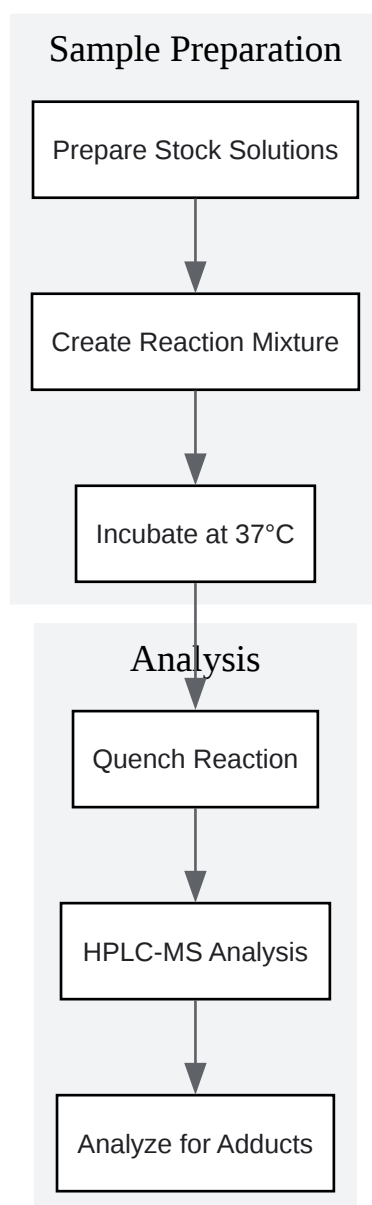 Sample Preparation
Prepare Stock Solutions
Create Reaction Mixture
Incubate at 37°C
Analysis
Quench Reaction
HPLC-MS Analysis
Analyze for Adducts